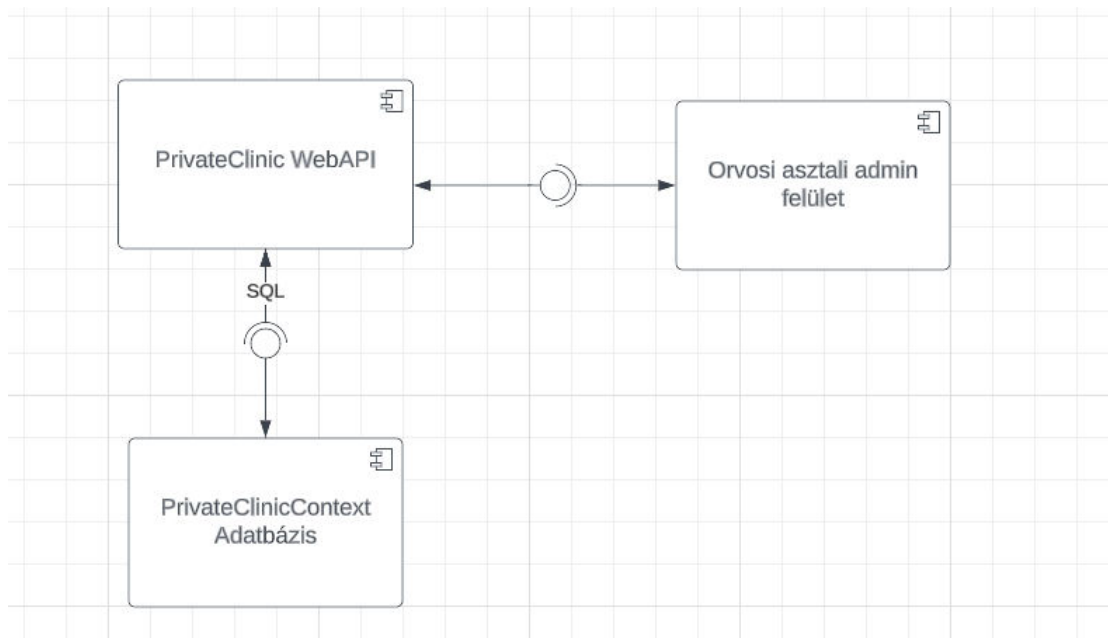 PrivateClinic WebAPI
Orvosi asztali admin
felület
SQL
PrivateClinicContext
Adatbázis